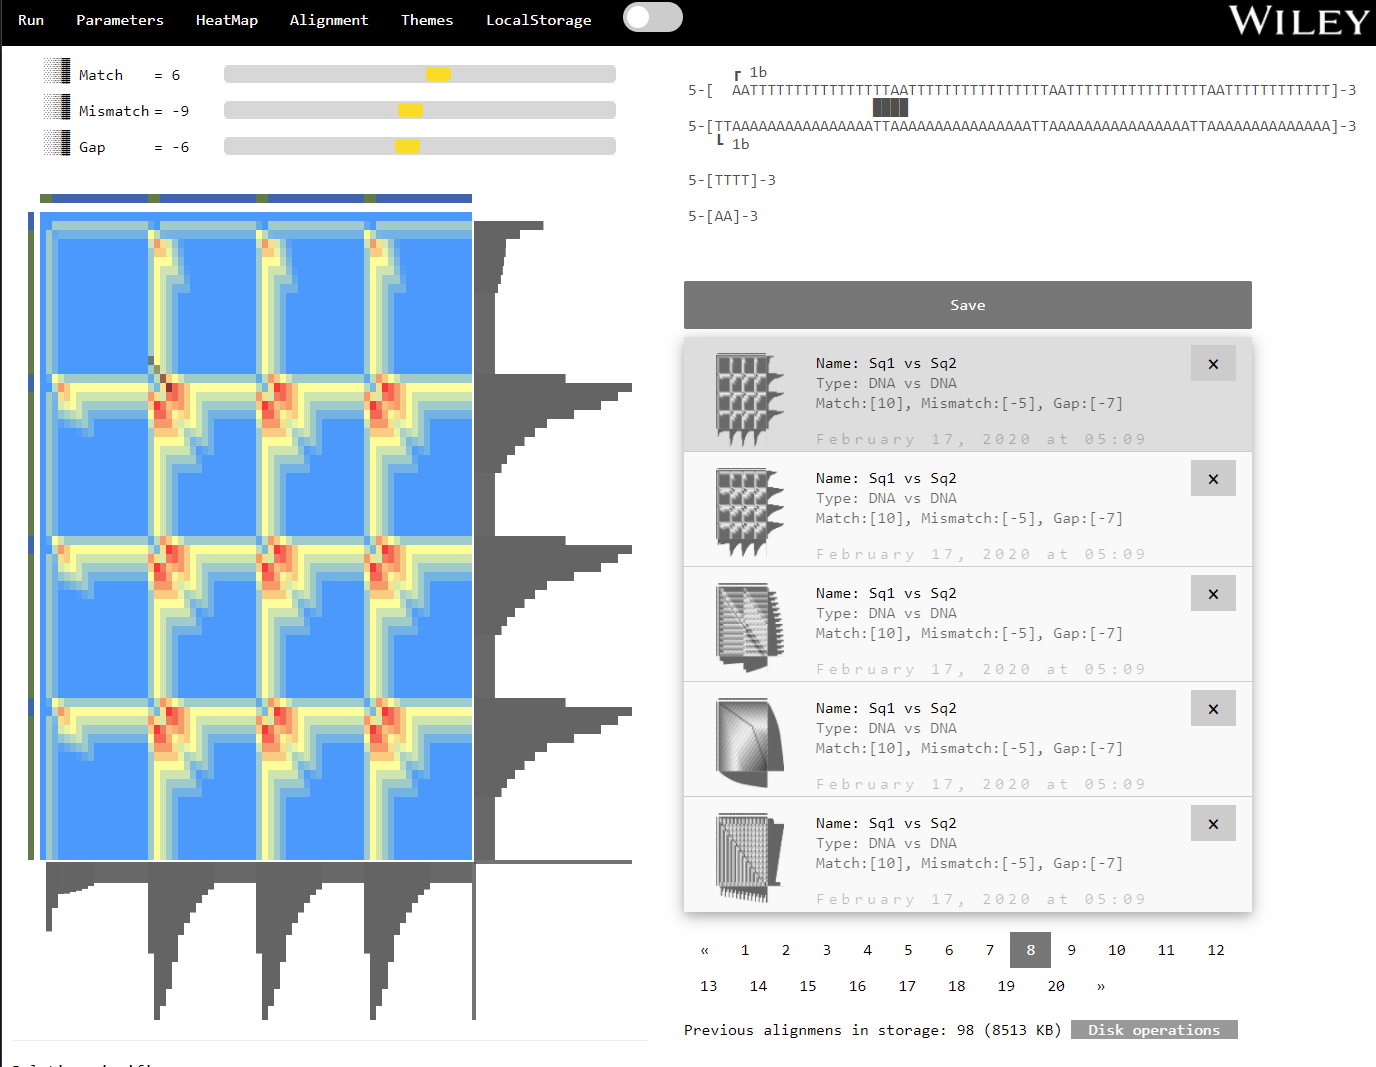 Run Parameters HeatMap Alignment Themes LocalStorage
WILEY
Match = 6
Mismatch = -9
Gap = -6
┏ 1b
5-[  AATTTTTTTTTTTTTTTTAATTTTTTTTTTTTTTTTAATTTTTTTTTTTTTTTTAATTTTTTTTTTTT]-3
5-[TTAAAAAAAAAAAAAAAATTAAAAAAAAAAAAAAAATTAAAAAAAAAAAAAAAATTAAAAAAAAAAAAAA]-3
┗ 1b
5-[TTTT]-3
5-[AA]-3
Save
Name: Sq1 vs Sq2 ×
Type: DNA vs DNA
Match:[10], Mismatch:[-5], Gap:[-7]
February 17, 2020 at 05:09
Name: Sq1 vs Sq2 ×
Type: DNA vs DNA
Match:[10], Mismatch:[-5], Gap:[-7]
February 17, 2020 at 05:09
Name: Sq1 vs Sq2 ×
Type: DNA vs DNA
Match:[10], Mismatch:[-5], Gap:[-7]
February 17, 2020 at 05:09
Name: Sq1 vs Sq2 ×
Type: DNA vs DNA
Match:[10], Mismatch:[-5], Gap:[-7]
February 17, 2020 at 05:09
Name: Sq1 vs Sq2 ×
Type: DNA vs DNA
Match:[10], Mismatch:[-5], Gap:[-7]
February 17, 2020 at 05:09
« 1 2 3 4 5 6 7 8 9 10 11 12
13 14 15 16 17 18 19 20 »
Previous alignmens in storage: 98 (8513 KB) Disk operations